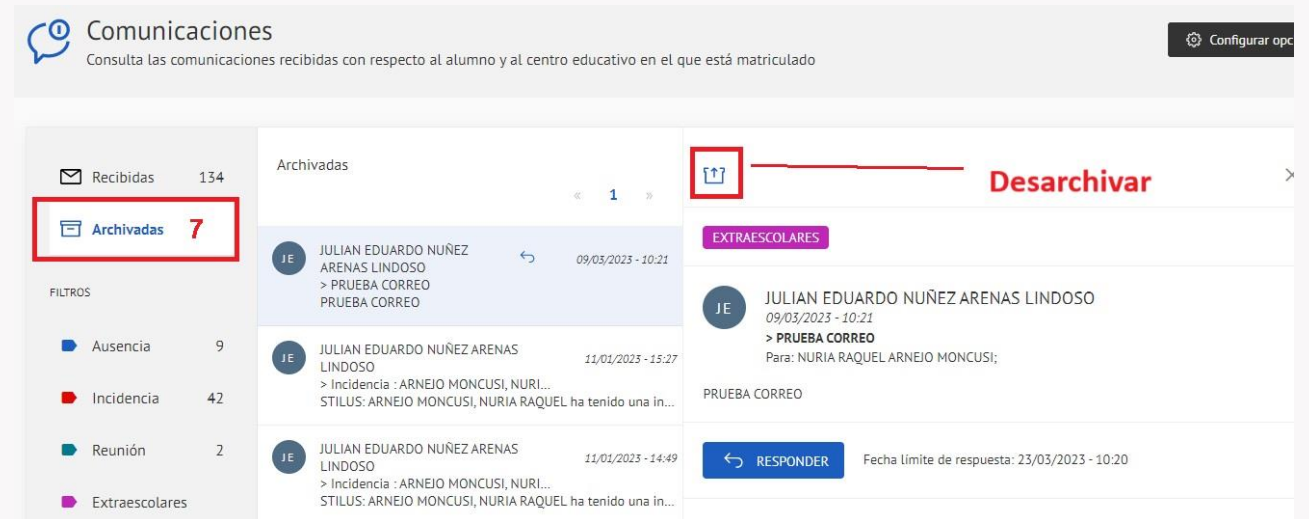 Comunicaciones
Consulta las comunicaciones recibidas con respecto al alumno y al centro educativo en el que está matriculado
Configurar opc
Recibidas 134
Archivadas 7
FILTROS
Ausencia 9
Incidencia 42
Reunión 2
Extraescolares
Archivadas
« 1 »
JE
JULIAN EDUARDO NUÑEZ
ARENAS LINDOSO
09/03/2023 - 10:21
> PRUEBA CORREO
PRUEBA CORREO
JE
JULIAN EDUARDO NUÑEZ ARENAS
LINDOSO
11/01/2023 - 15:27
> Incidencia : ARNEJO MONCUSI, NURI...
STILUS: ARNEJO MONCUSI, NURIA RAQUEL ha tenido una in...
JE
JULIAN EDUARDO NUÑEZ ARENAS
LINDOSO
11/01/2023 - 14:49
> Incidencia : ARNEJO MONCUSI, NURI...
STILUS: ARNEJO MONCUSI, NURIA RAQUEL ha tenido una in...
Desarchivar
EXTRAESCOLARES
JE
JULIAN EDUARDO NUÑEZ ARENAS LINDOSO
09/03/2023 - 10:21
> PRUEBA CORREO
Para: NURIA RAQUEL ARNEJO MONCUSI;
PRUEBA CORREO
RESPONDER
Fecha límite de respuesta: 23/03/2023 - 10:20